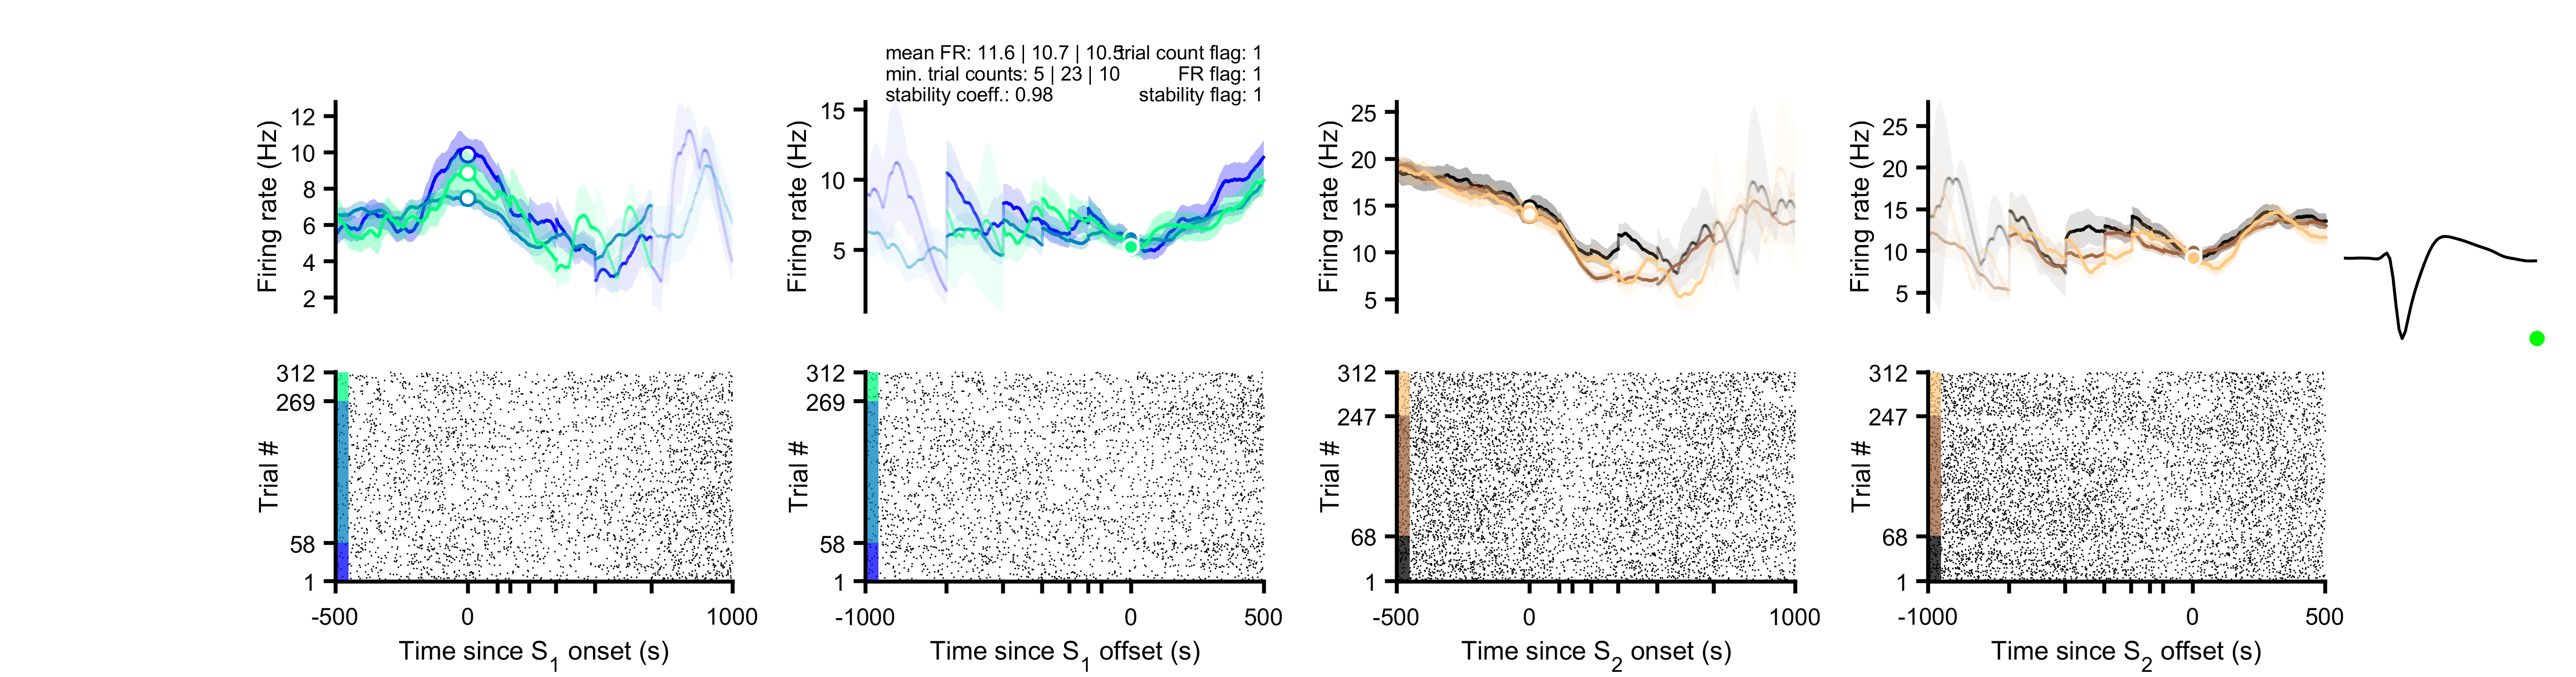 mean FR: 11.6 | 10.7 | 10.5
trial count flag: 1
min. trial counts: 5 | 23 | 10
FR flag: 1
stability coeff.: 0.98
stability flag: 1
Firing rate (Hz)
12
10
8
6
4
2
Firing rate (Hz)
15
10
5
Firing rate (Hz)
25
20
15
10
5
Firing rate (Hz)
25
20
15
10
5
Trial #
312
269
58
1
-500
0
1000
Time since S1 onset (s)
Trial #
312
269
58
1
-1000
0
500
Time since S1 offset (s)
Trial #
312
247
68
1
-500
0
1000
Time since S2 onset (s)
Trial #
312
247
68
1
-1000
0
500
Time since S2 offset (s)